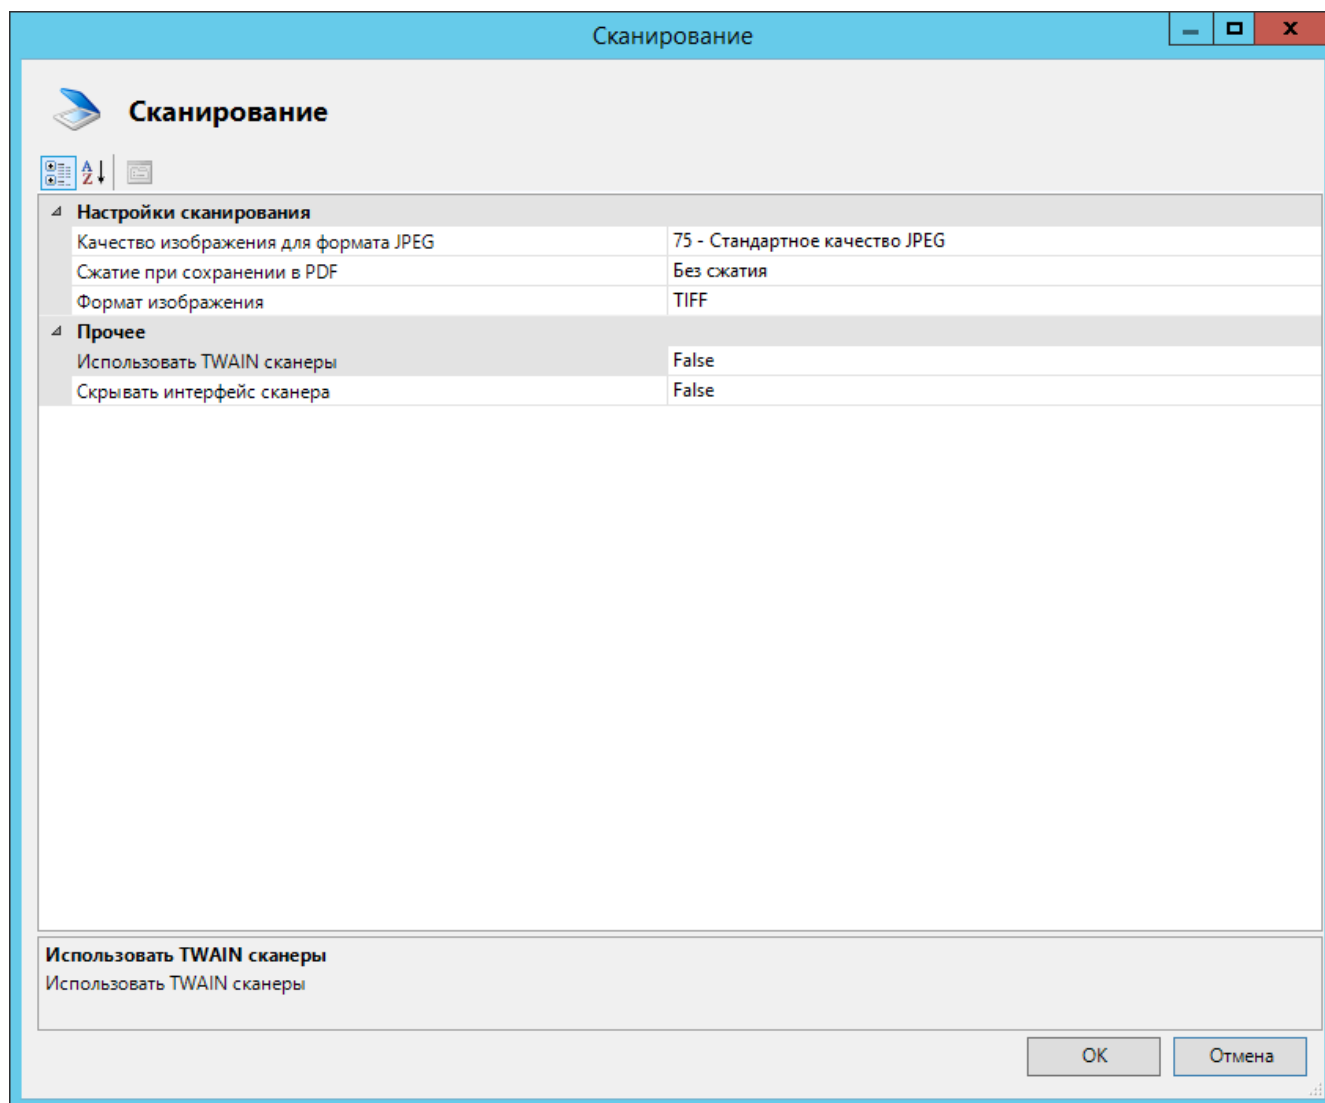 Сканирование
Сканирование
Настройки сканирования
Качество изображения для формата JPEG 75 - Стандартное качество JPEG
Сжатие при сохранении в PDF Без сжатия
Формат изображения TIFF
Прочее
Использовать TWAIN сканеры False
Скрывать интерфейс сканера False
Использовать TWAIN сканеры
Использовать TWAIN сканеры
OK Отмена